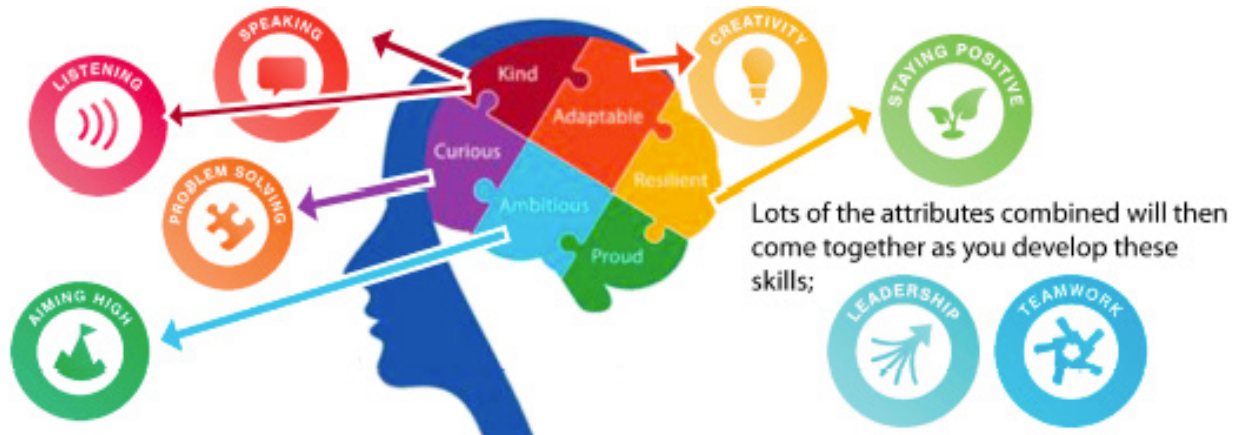 SPEAKING
CREATIVITY
LISTENING
STAYING POSITIVE
Kind
Adaptable
Curious
Resilient
PROBLEM SOLVING
Ambitious
Proud
Lots of the attributes combined will then
come together as you develop these
skills;
AIMING HIGH
LEADERSHIP
TEAMWORK